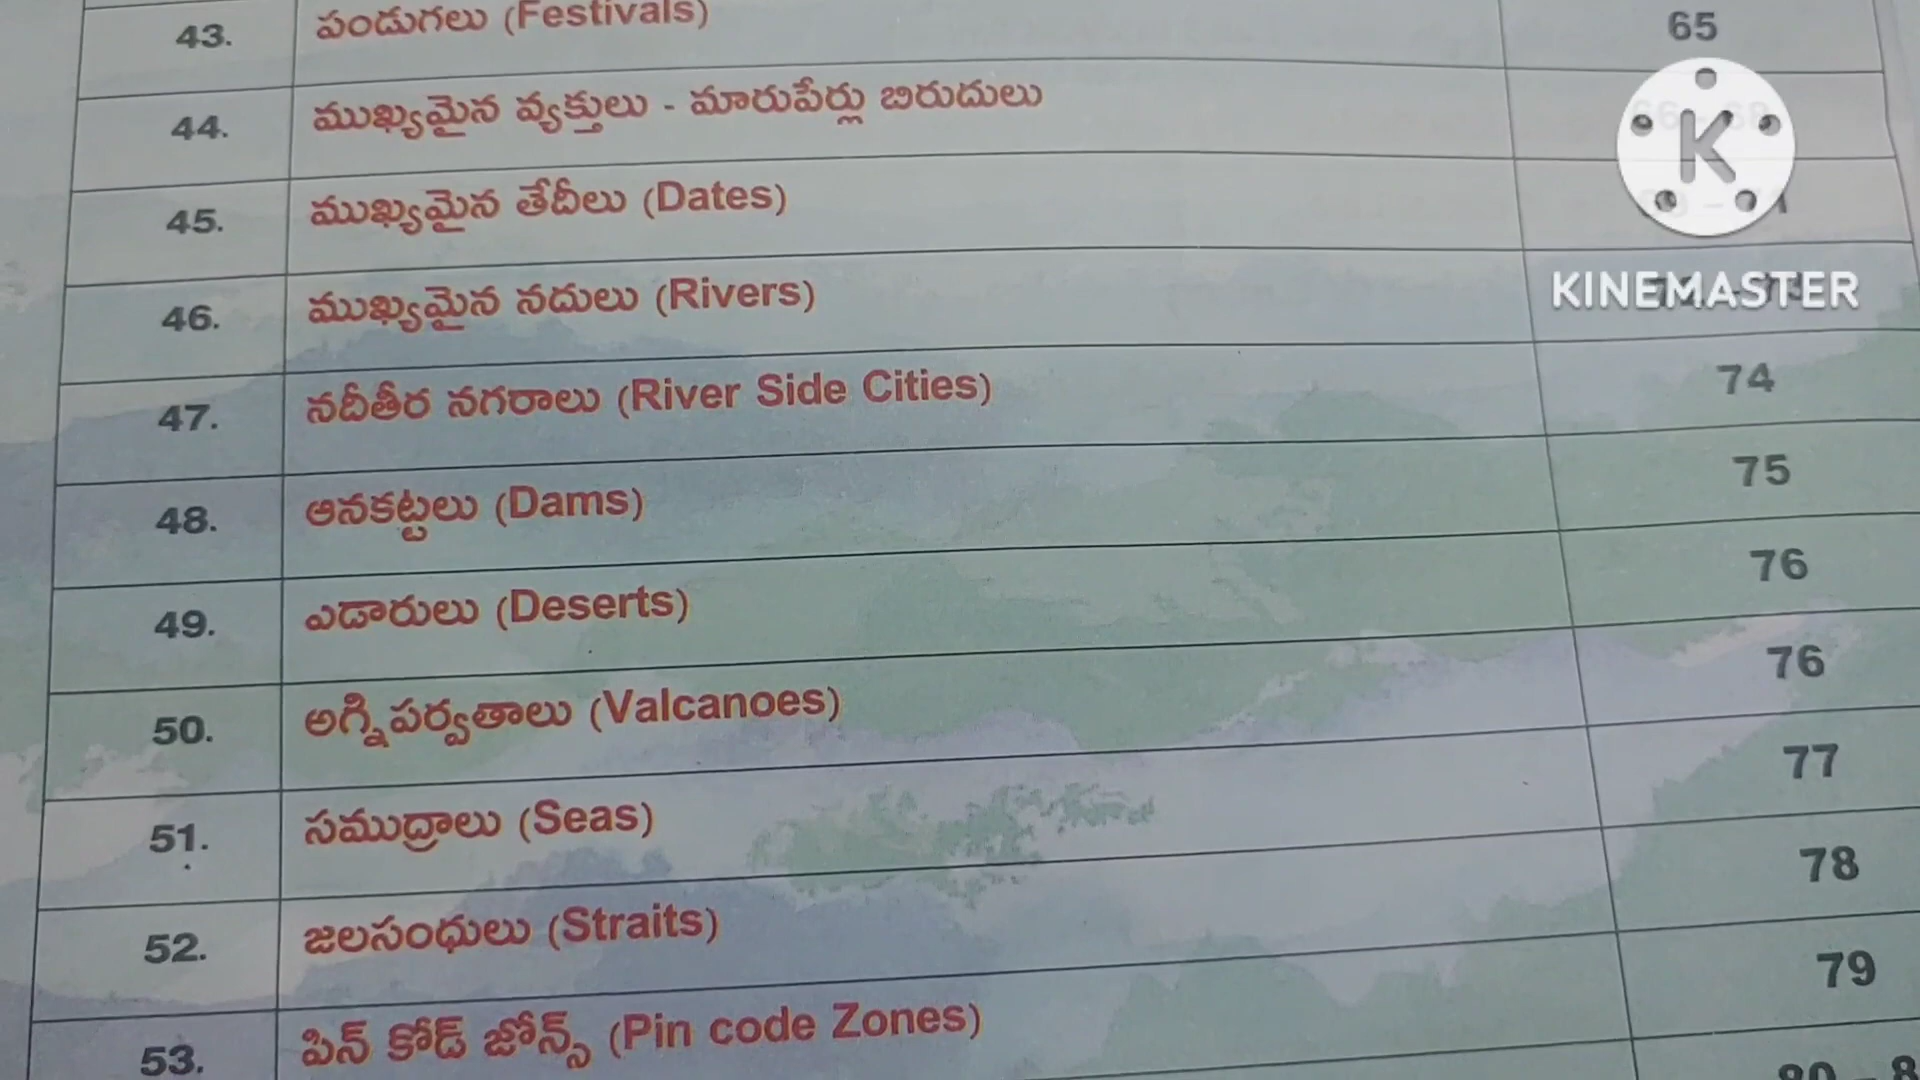 43. పండుగలు (Festivals) 65
44. ముఖ్యమైన వ్యక్తులు - మారుపేర్లు బిరుదులు
45. ముఖ్యమైన తేదీలు (Dates)
46. ముఖ్యమైన నదులు (Rivers)
47. నదీతీర నగరాలు (River Side Cities) 74
48. ఆనకట్టలు (Dams) 75
49. ఎడారులు (Deserts) 76
50. అగ్నిపర్వతాలు (Valcanoes) 76
51. సముద్రాలు (Seas) 77
52. జలసంధులు (Straits) 78
53. పిన్ కోడ్ జోన్స్ (Pin code Zones) 79
K
KINEMASTER